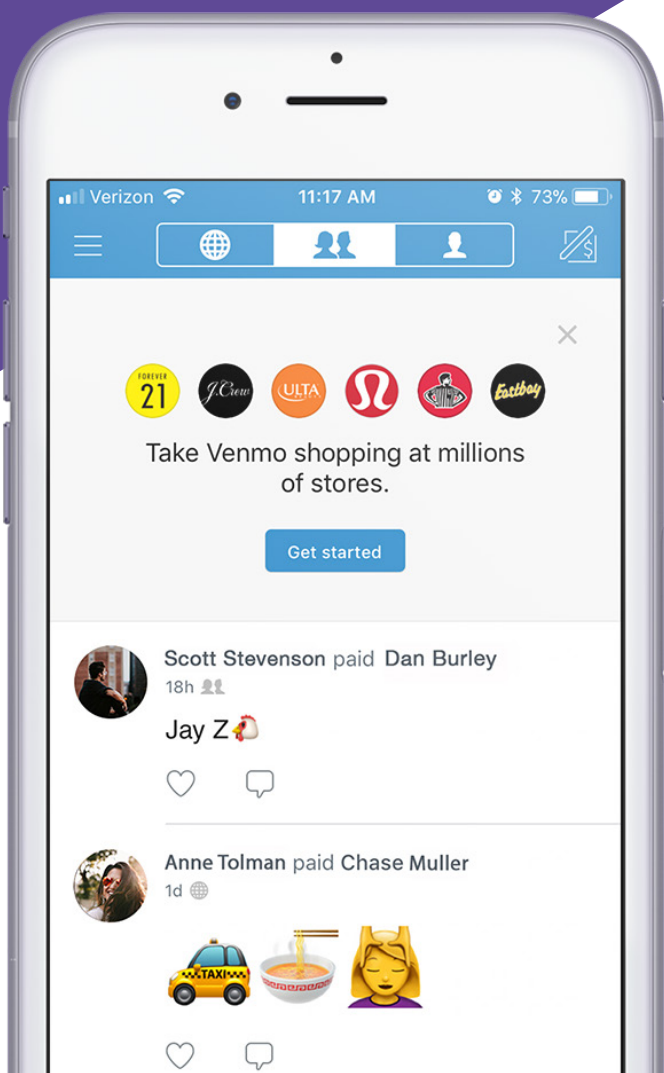 Verizon 11:17 AM 73%
$
FOREVER 21 J.Crew ULTA BEAUTY Eastbay
Take Venmo shopping at millions
of stores.
Get started
Scott Stevenson paid Dan Burley
18h
Jay Z🐔
Anne Tolman paid Chase Muller
1d
TAXI